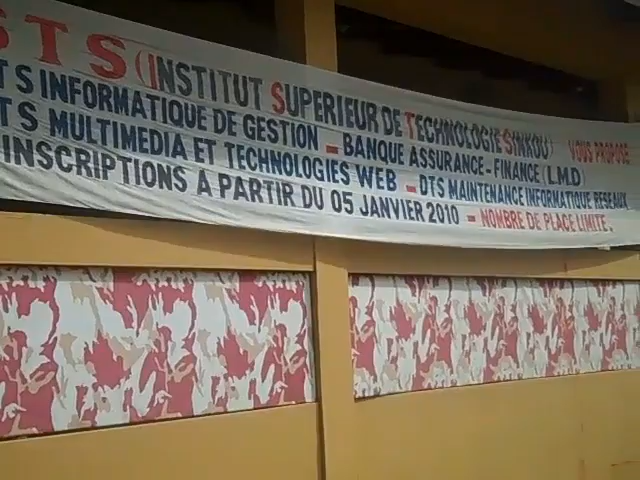 STS (INSTITUT SUPERIEUR DE TECHNOLOGIE SINKOU) VOUS PROPOSE
TS INFORMATIQUE DE GESTION - BANQUE ASSURANCE - FINANCE (L.M.D)
TS MULTIMEDIA ET TECHNOLOGIES WEB - DTS MAINTENANCE INFORMATIQUE RESEAUX
INSCRIPTIONS A PARTIR DU 05 JANVIER 2010 - NOMBRE DE PLACE LIMITE.